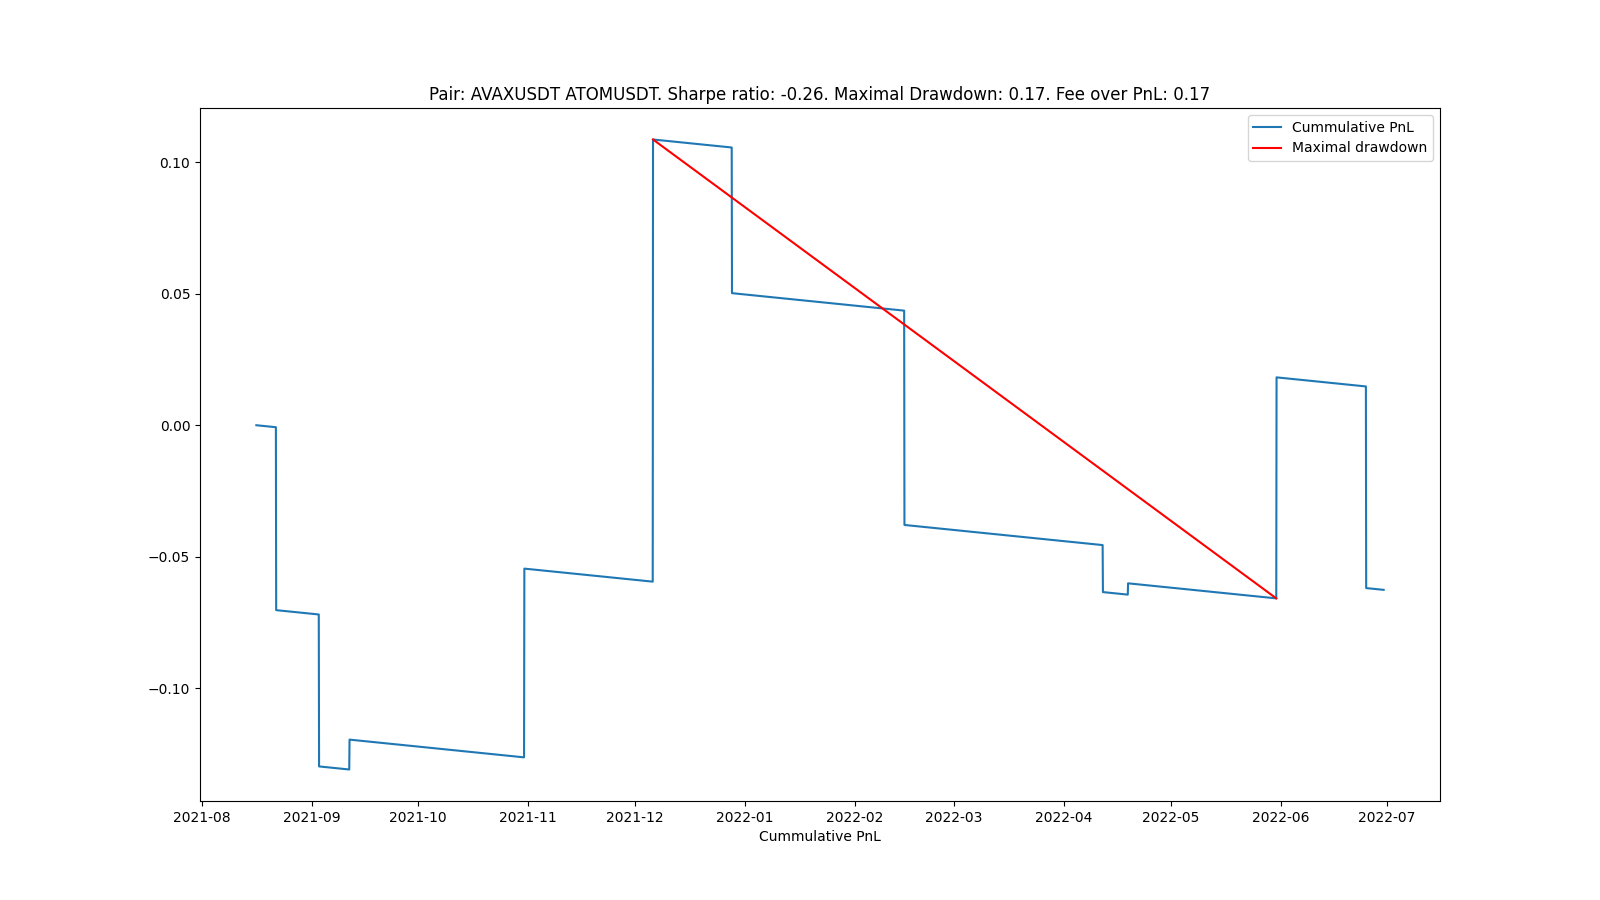 Pair: AVAXUSDT ATOMUSDT. Sharpe ratio: -0.26. Maximal Drawdown: 0.17. Fee over PnL: 0.17
Cummulative PnL
Maximal drawdown
0.10
0.05
0.00
−0.05
−0.10
2021-08 2021-09 2021-10 2021-11 2021-12 2022-01 2022-02 2022-03 2022-04 2022-05 2022-06 2022-07
Cummulative PnL